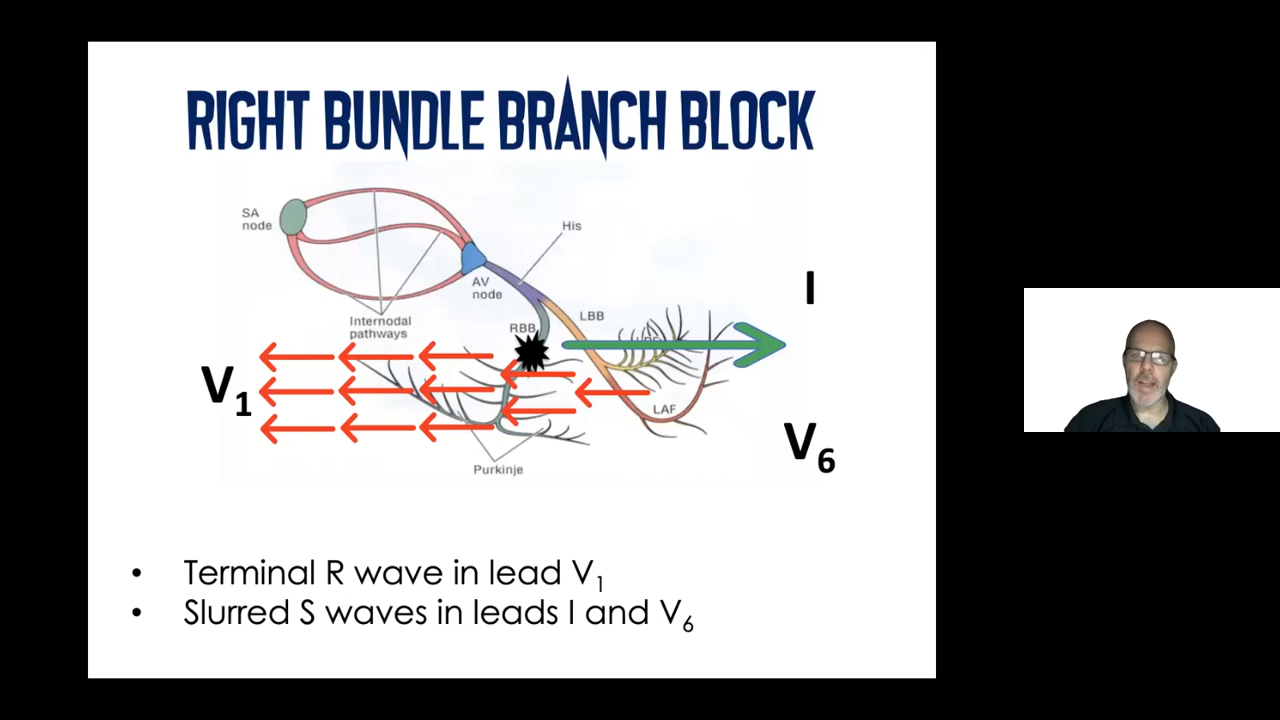 RIGHT BUNDLE BRANCH BLOCK
SA
node
His
AV
node
Internodal
pathways
RBB
LBB
I
V1
LAF
V6
Purkinje
• Terminal R wave in lead V1
• Slurred S waves in leads I and V6